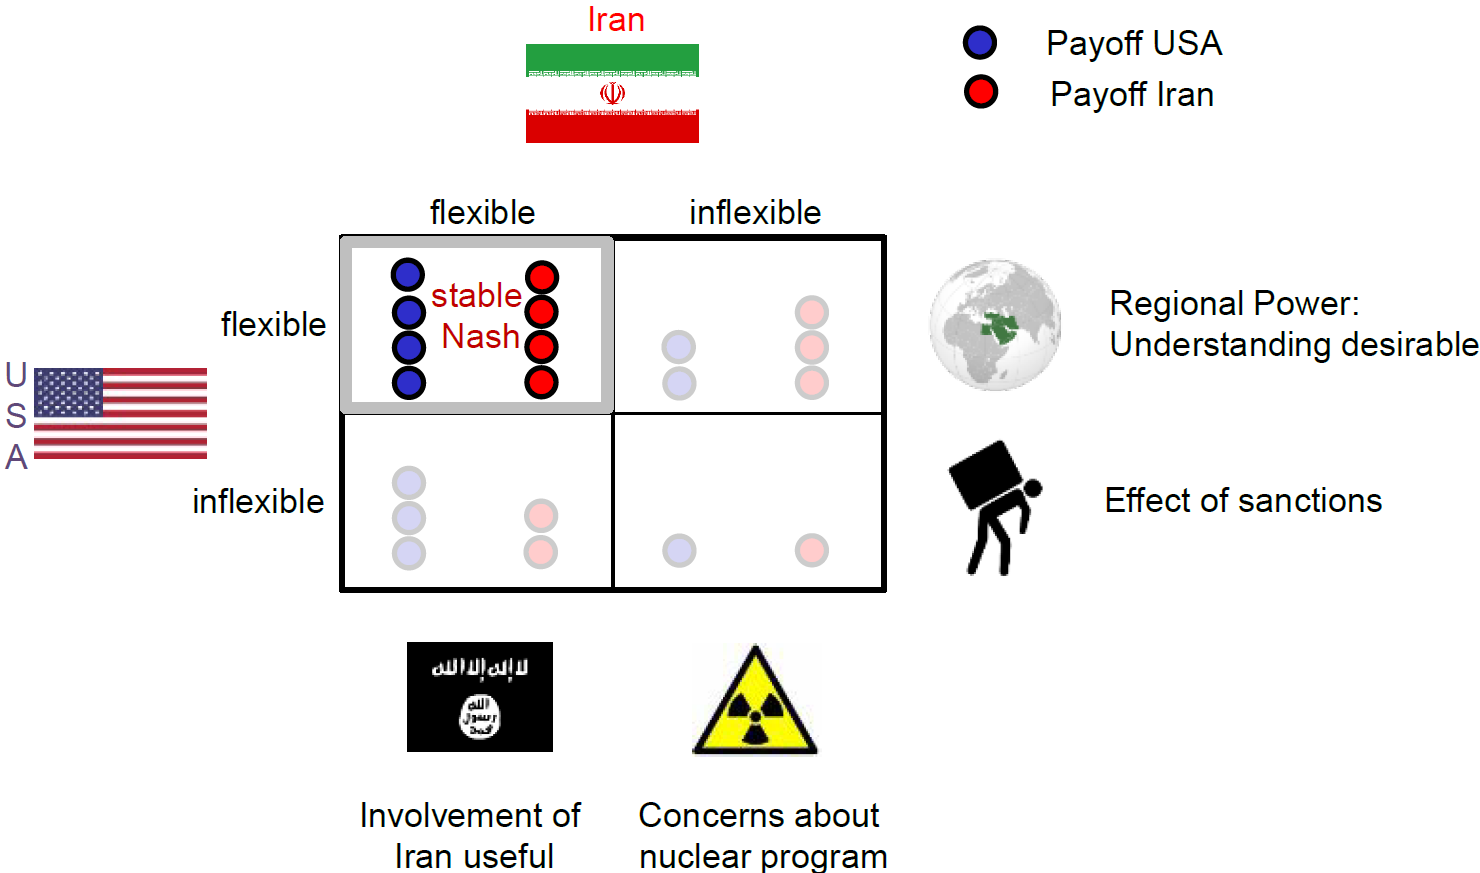 Iran
Payoff USA
Payoff Iran
flexible
inflexible
flexible
stable
Nash
Regional Power:
Understanding desirable
U
S
A
inflexible
Effect of sanctions
لا إله إلا الله
الله
رسول
محمد
Involvement of
Iran useful
Concerns about
nuclear program